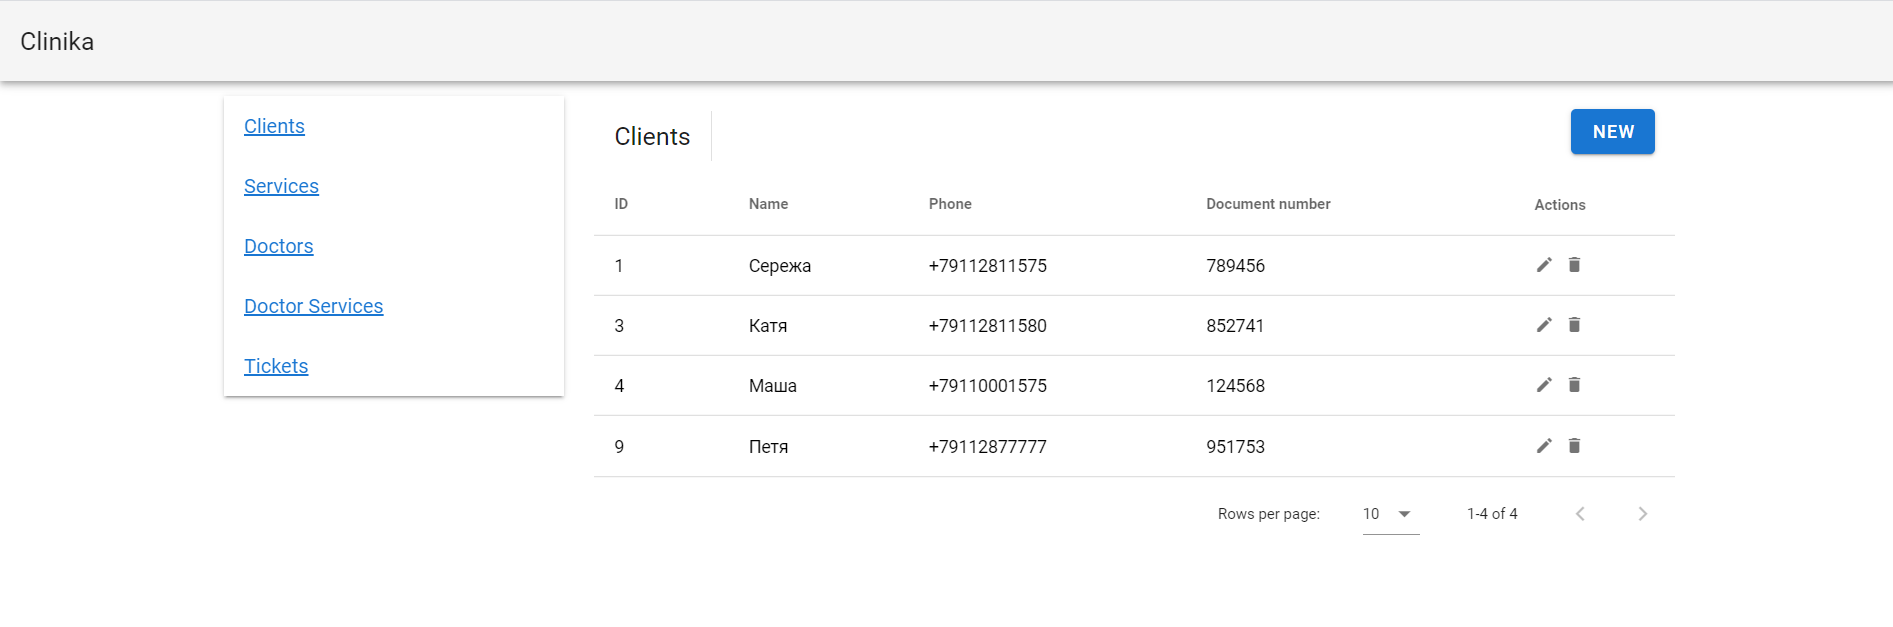 Clinika
Clients
Services
Doctors
Doctor Services
Tickets
Clients
NEW
ID Name Phone Document number Actions
1 Сережа +79112811575 789456
3 Катя +79112811580 852741
4 Маша +79110001575 124568
9 Петя +79112877777 951753
Rows per page: 10 1-4 of 4